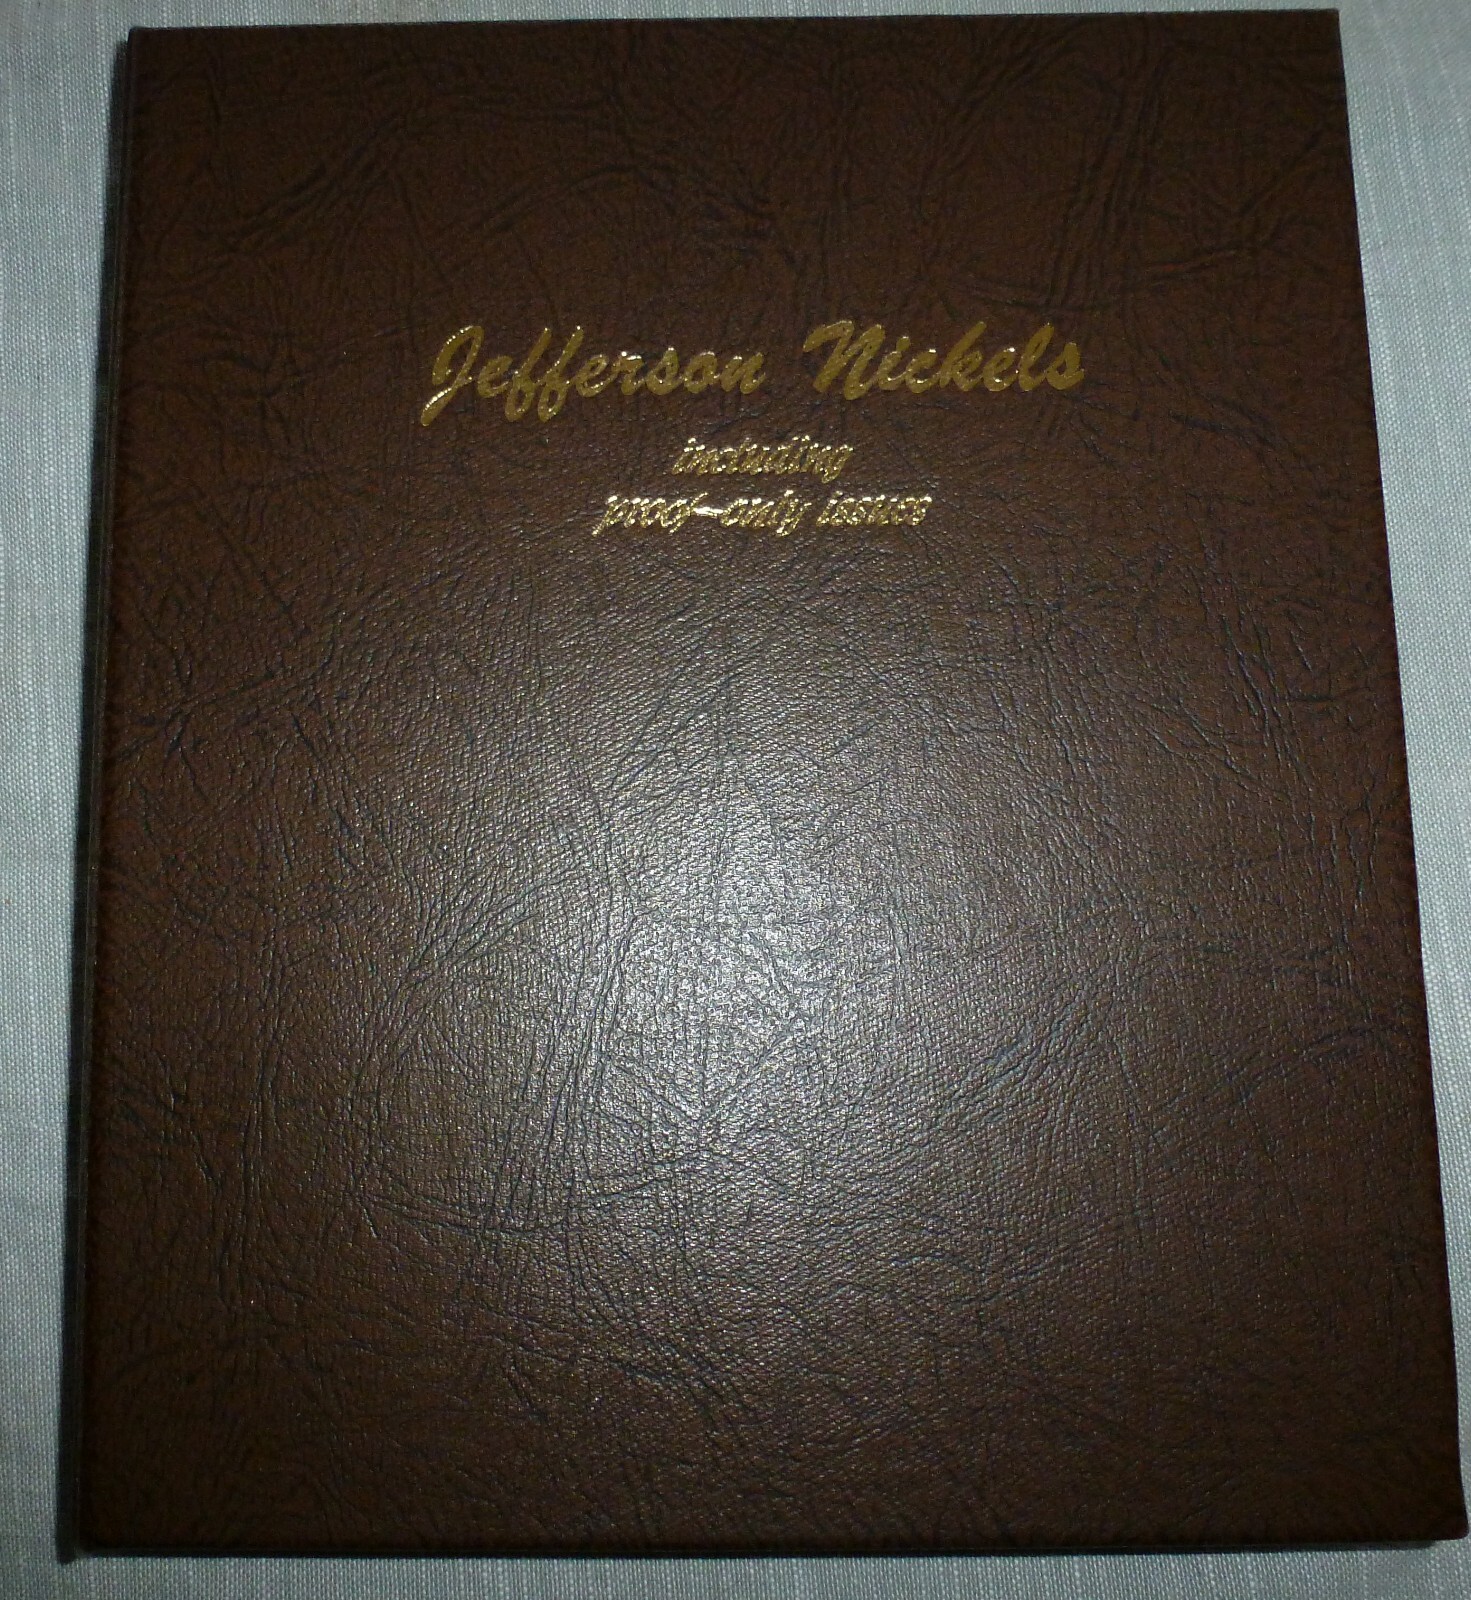 Jefferson Nickels
including
proof-only issues